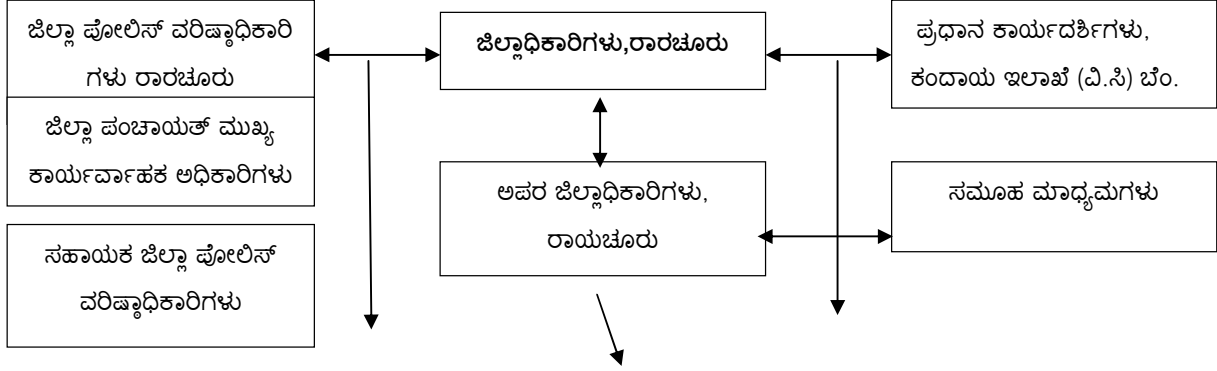 ಜಿಲ್ಲಾ ಪೋಲಿಸ್ ವರಿಷ್ಠಾಧಿಕಾರಿ
ಗಳು ರಾರಚೂರು
ಜಿಲ್ಲಾ ಪಂಚಾಯತ್ ಮುಖ್ಯ
ಕಾರ್ಯರ್ವಾಹಕ ಅಧಿಕಾರಿಗಳು
ಸಹಾಯಕ ಜಿಲ್ಲಾ ಪೋಲಿಸ್
ವರಿಷ್ಠಾಧಿಕಾರಿಗಳು
ಜಿಲ್ಲಾಧಿಕಾರಿಗಳು,ರಾರಚೂರು
ಅಪರ ಜಿಲ್ಲಾಧಿಕಾರಿಗಳು,
ರಾಯಚೂರು
ಪ್ರಧಾನ ಕಾರ್ಯದರ್ಶಿಗಳು,
ಕಂದಾಯ ಇಲಾಖೆ (ವಿ.ಸಿ) ಬೆಂ.
ಸಮೂಹ ಮಾಧ್ಯಮಗಳು